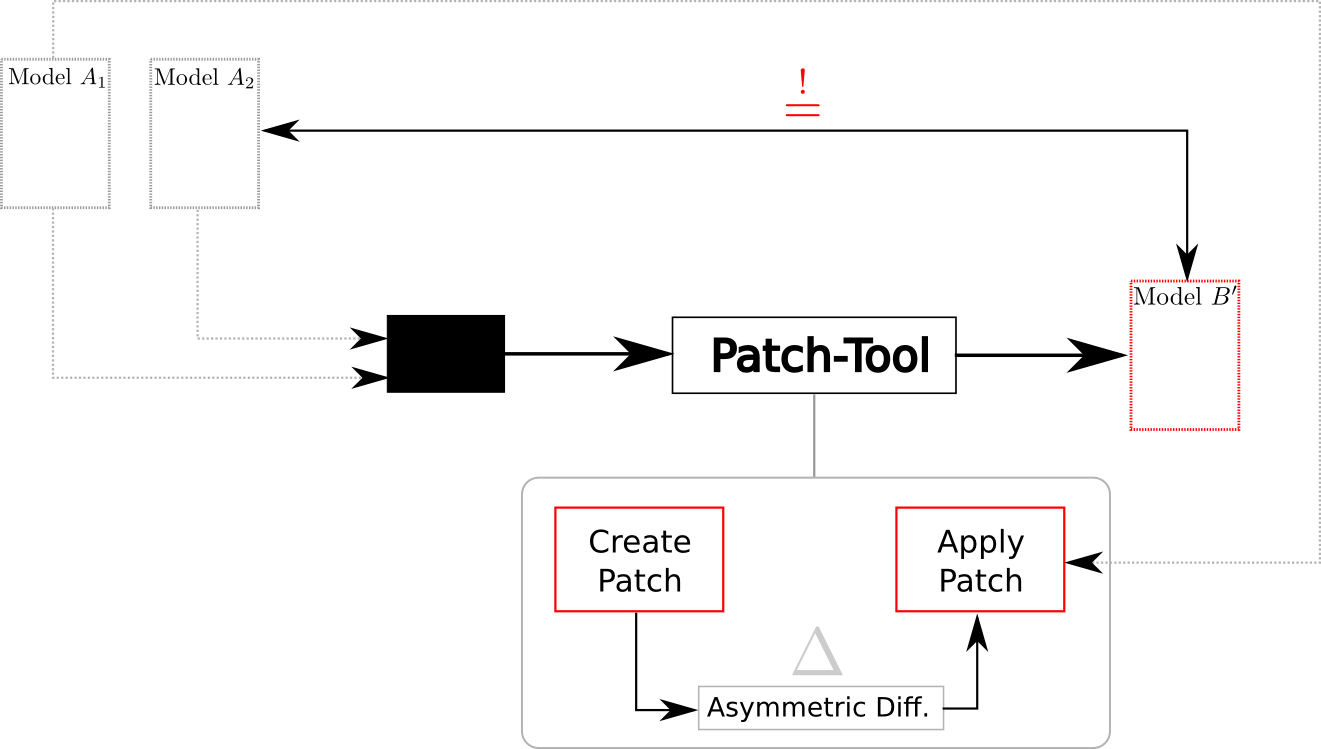 Model A₁
Model A₂
!
=
Model B′
Patch-Tool
Create
Patch
Apply
Patch
Δ
Asymmetric Diff.